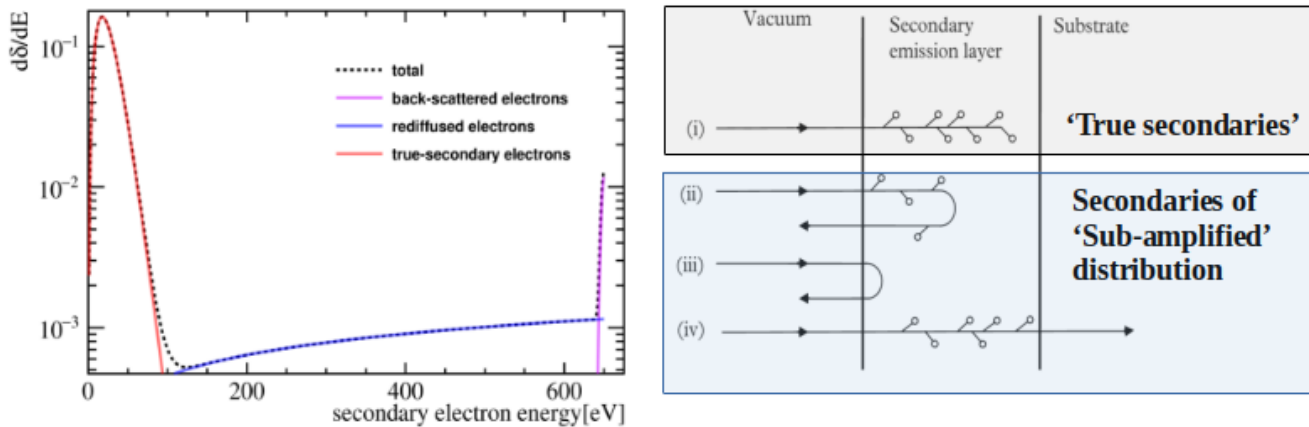 dδ/dE
10⁻¹
10⁻²
10⁻³
total
back-scattered electrons
rediffused electrons
true-secondary electrons
0 200 400 600
secondary electron energy[eV]
Vacuum Secondary emission layer Substrate
(i)
'True secondaries'
(ii)
(iii)
(iv)
Secondaries of
'Sub-amplified'
distribution